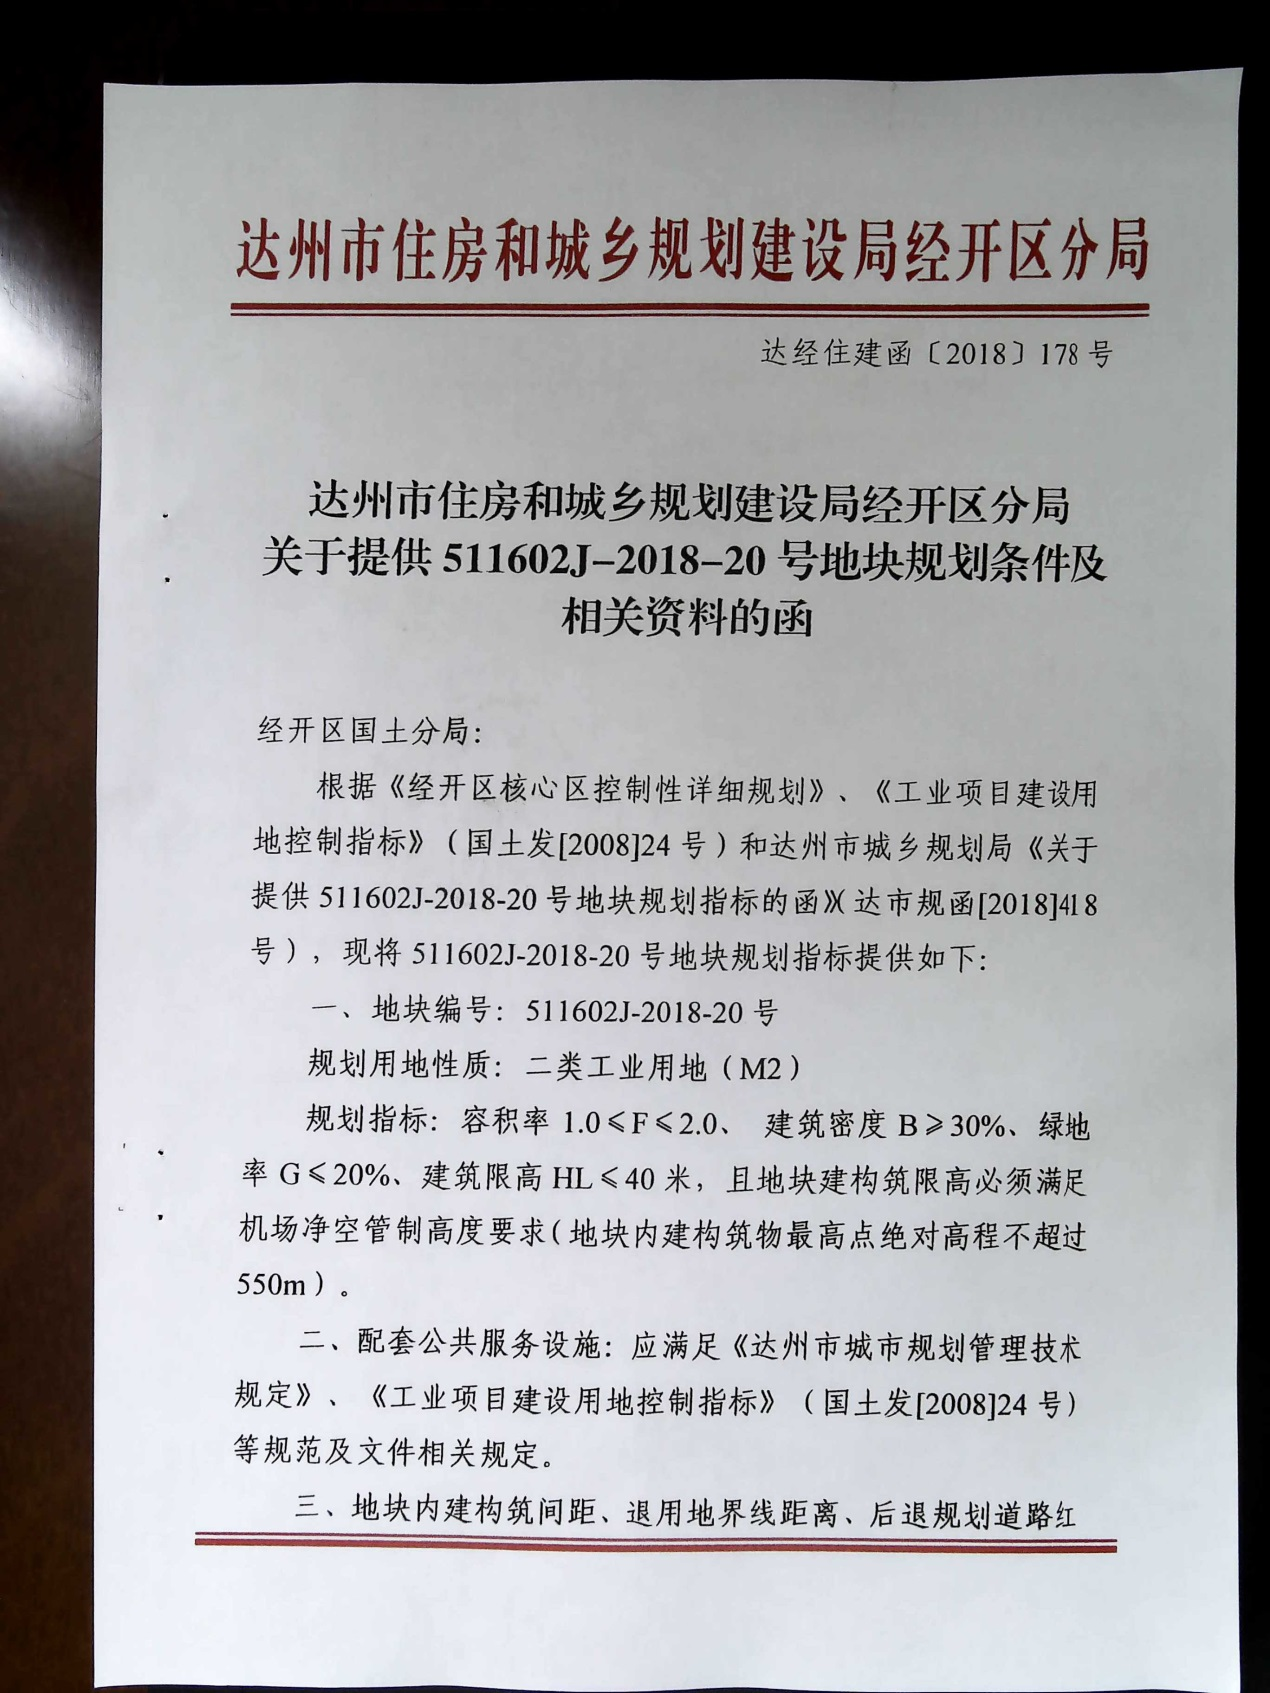 达州市住房和城乡规划建设局经开区分局
达经住建函〔2018〕178号
达州市住房和城乡规划建设局经开区分局
关于提供511602J-2018-20号地块规划条件及
相关资料的函
经开区国土分局：
根据《经开区核心区控制性详细规划》、《工业项目建设用
地控制指标》（国土发[2008]24号）和达州市城乡规划局《关于
提供511602J-2018-20号地块规划指标的函》（达市规函[2018]418
号），现将511602J-2018-20号地块规划指标提供如下：
一、地块编号：511602J-2018-20号
规划用地性质：二类工业用地（M2）
规划指标：容积率1.0≤F≤2.0、 建筑密度B≥30%、绿地
率G≤20%、建筑限高HL≤40米，且地块建构筑限高必须满足
机场净空管制高度要求（地块内建构筑物最高点绝对高程不超过
550m）。
二、配套公共服务设施：应满足《达州市城市规划管理技术
规定》、《工业项目建设用地控制指标》（国土发[2008]24号）
等规范及文件相关规定。
三、地块内建构筑间距、退用地界线距离、后退规划道路红